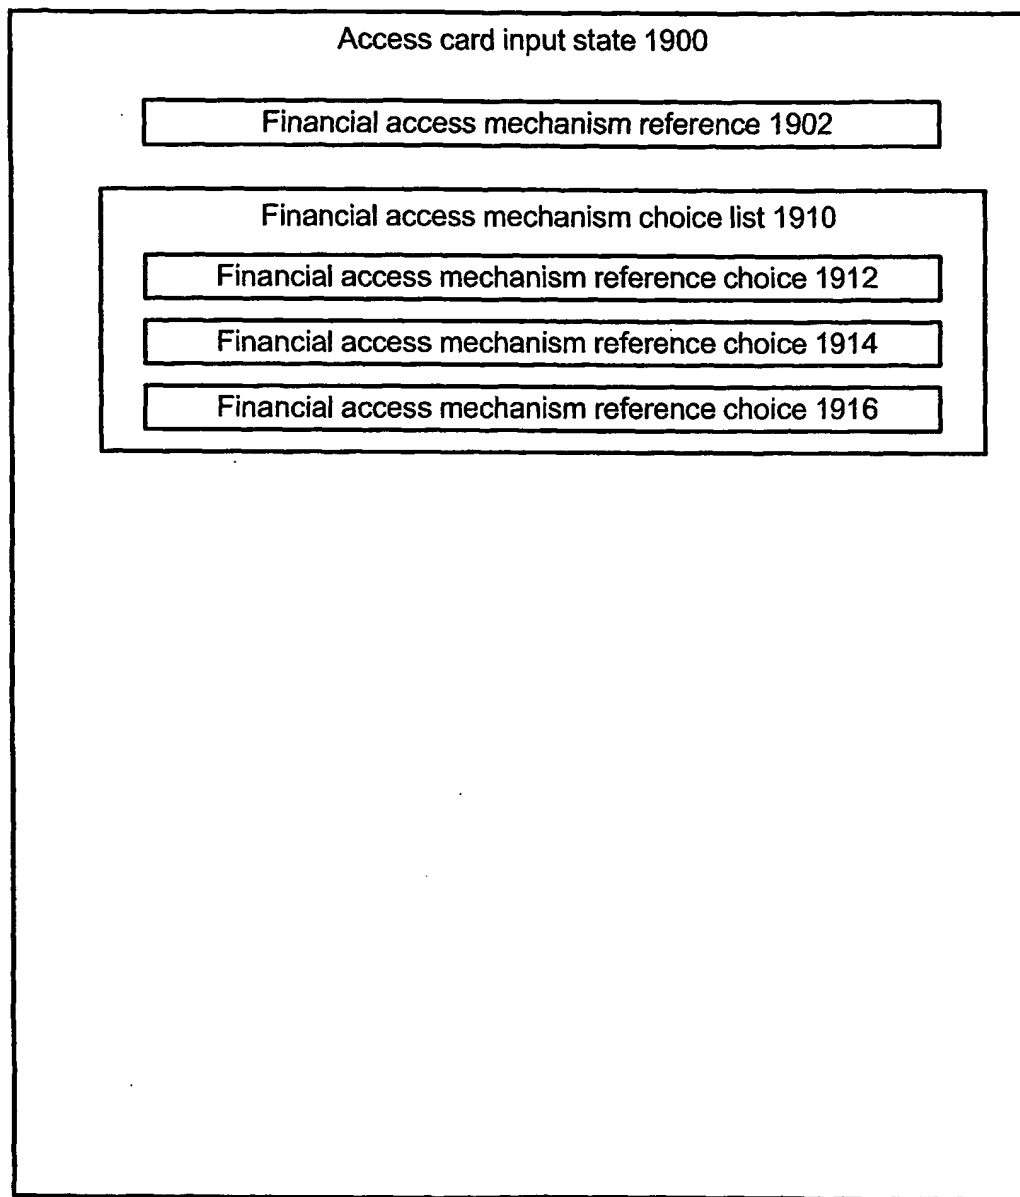 Access card input state 1900
Financial access mechanism reference 1902
Financial access mechanism choice list 1910
Financial access mechanism reference choice 1912
Financial access mechanism reference choice 1914
Financial access mechanism reference choice 1916